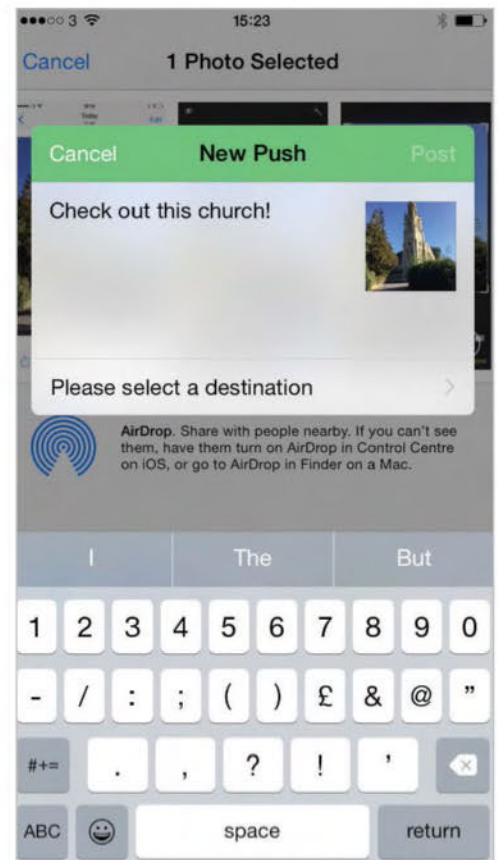 3 15:23
Cancel 1 Photo Selected
Today
Edit
Cancel New Push Post
Check out this church!
Please select a destination
AirDrop. Share with people nearby. If you can't see
them, have them turn on AirDrop in Control Centre
on iOS, or go to AirDrop in Finder on a Mac.
I The But
1 2 3 4 5 6 7 8 9 0
- / : ; ( ) £ & @ ”
#+= . , ? ! '
ABC space return